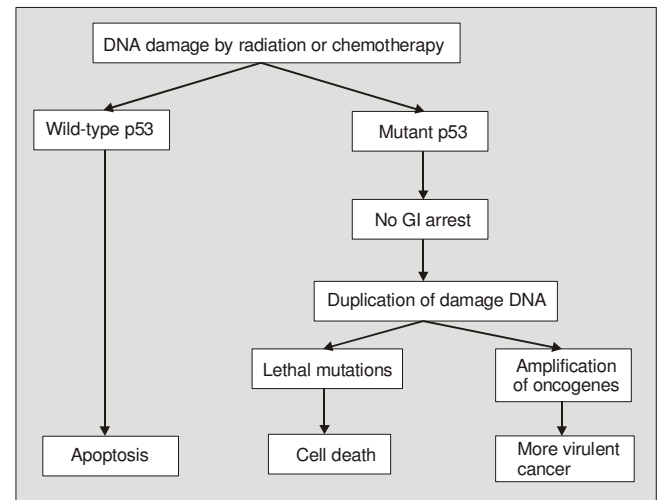 DNA damage by radiation or chemotherapy
Wild-type p53
Mutant p53
No GI arrest
Duplication of damage DNA
Lethal mutations
Amplification
of oncogenes
Apoptosis
Cell death
More virulent
cancer